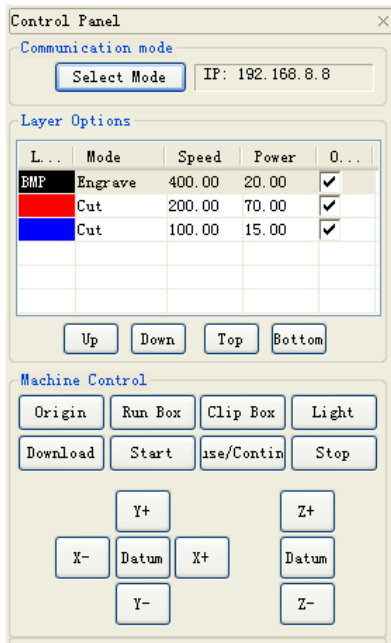 Control Panel
Communication mode
Select Mode IP: 192.168.8.8
Layer Options
L... Mode Speed Power O...
BMP Engrave 400.00 20.00
Cut 200.00 70.00
Cut 100.00 15.00
Up Down Top Bottom
Machine Control
Origin Run Box Clip Box Light
Download Start use/Contin Stop
Y+ Z+
X- Datum X+ Datum
Y- Z-